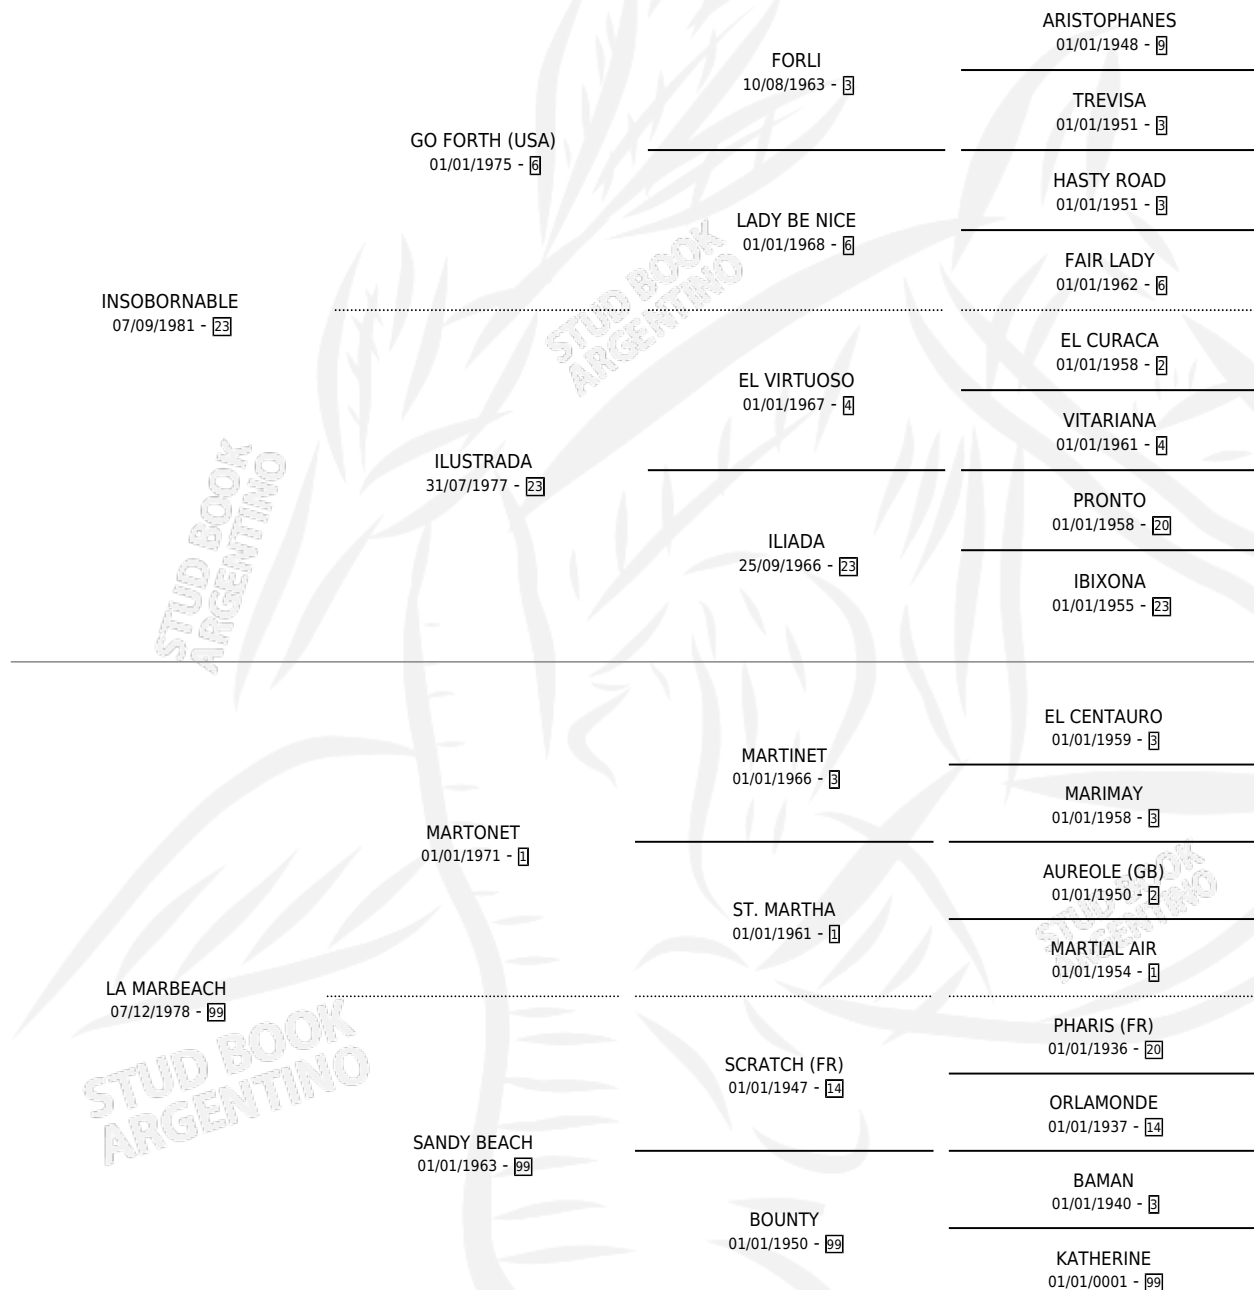 ARISTOPHANES
01/01/1948 - 9
FORLI
10/08/1963 - 3
TREVISA
01/01/1951 - 3
GO FORTH (USA)
01/01/1975 - 6
HASTY ROAD
01/01/1951 - 3
LADY BE NICE
01/01/1968 - 6
FAIR LADY
01/01/1962 - 6
INSOBORNABLE
07/09/1981 - 23
EL CURACA
01/01/1958 - 2
EL VIRTUOSO
01/01/1967 - 4
VITARIANA
01/01/1961 - 4
ILUSTRADA
31/07/1977 - 23
PRONTO
01/01/1958 - 20
ILIADA
25/09/1966 - 23
IBIXONA
01/01/1955 - 23
EL CENTAURO
01/01/1959 - 3
MARTINET
01/01/1966 - 3
MARIMAY
01/01/1958 - 3
MARTONET
01/01/1971 - 1
AUREOLE (GB)
01/01/1950 - 2
ST. MARTHA
01/01/1961 - 1
MARTIAL AIR
01/01/1954 - 1
LA MARBEACH
07/12/1978 - 99
PHARIS (FR)
01/01/1936 - 20
SCRATCH (FR)
01/01/1947 - 14
ORLAMONDE
01/01/1937 - 14
SANDY BEACH
01/01/1963 - 99
BAMAN
01/01/1940 - 3
BOUNTY
01/01/1950 - 99
KATHERINE
01/01/0001 - 99
STUD BOOK
ARGENTINO
STUD BOOK
ARGENTINO
STUD BOOK
ARGENTINO
STUD BOOK
ARGENTINO